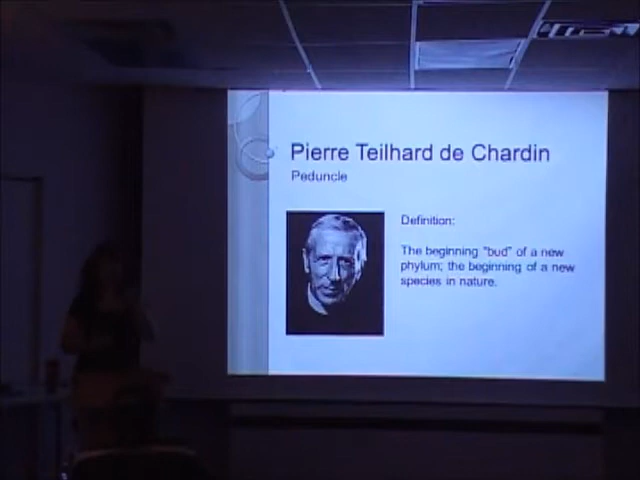 Pierre Teilhard de Chardin
Peduncle
Definition:
The beginning "bud" of a new
phylum; the beginning of a new
species in nature.